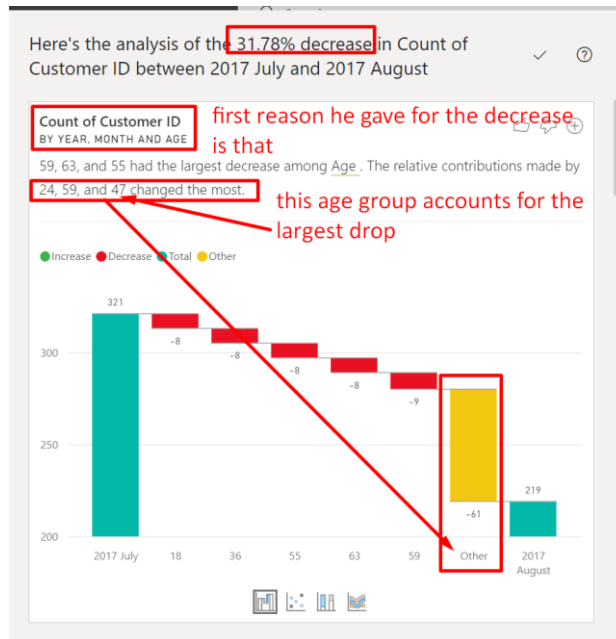 Here's the analysis of the 31.78% decrease in Count of
Customer ID between 2017 July and 2017 August
Count of Customer ID
BY YEAR, MONTH AND AGE
first reason he gave for the decrease
is that
59, 63, and 55 had the largest decrease among Age . The relative contributions made by
24, 59, and 47 changed the most.
this age group accounts for the
largest drop
Increase Decrease Total Other
321
-8
-8
-8
-8
-9
-61
219
300
250
200
2017 July 18 36 55 63 59 Other 2017
August